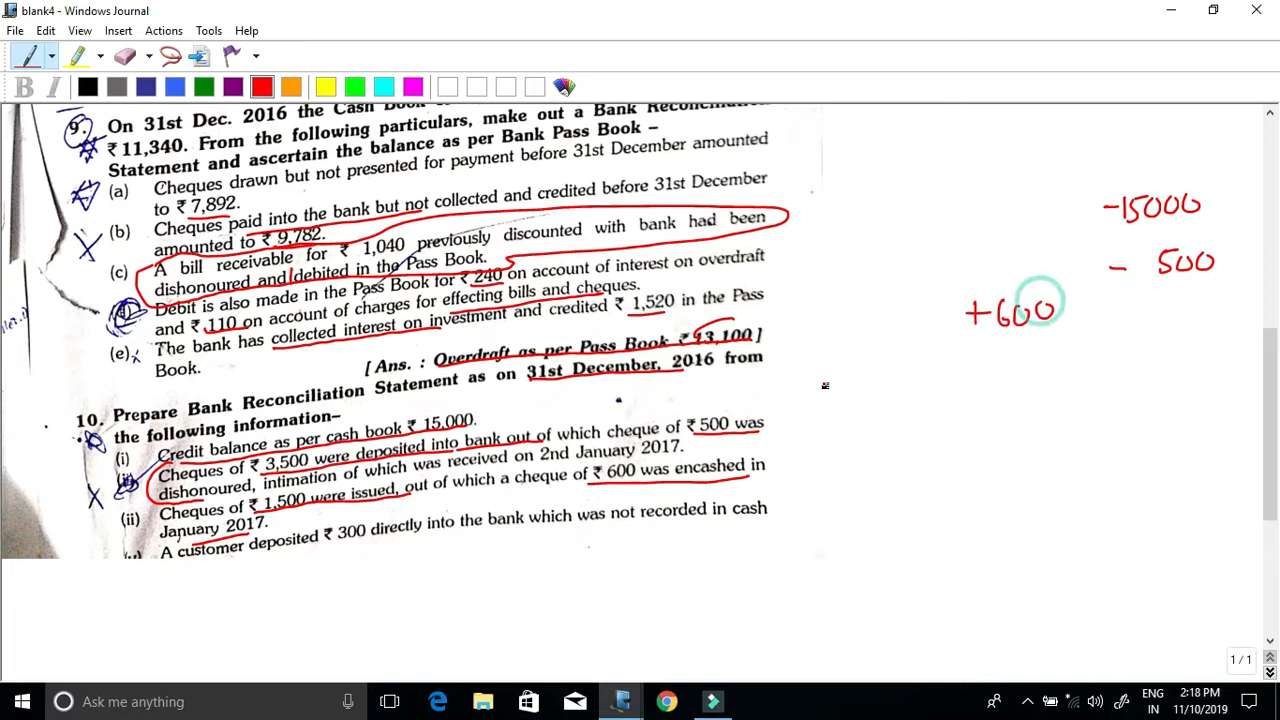 blank4 - Windows Journal
File Edit View Insert Actions Tools Help
B I
9. On 31st Dec. 2016 the Cash Book
₹ 11,340. From the following particulars, make out a Bank Reconciliation
Statement and ascertain the balance as per Bank Pass Book –
(a) Cheques drawn but not presented for payment before 31st December amounted
to ₹ 7,892.
(b) Cheques paid into the bank but not collected and credited before 31st December
amounted to ₹ 9,782.
(c) A bill receivable for ₹ 1,040 previously discounted with bank had been
dishonoured and debited in the Pass Book.
Debit is also made in the Pass Book for ₹ 240 on account of interest on overdraft
and ₹ 110 on account of charges for effecting bills and cheques.
(e) The bank has collected interest on investment and credited ₹ 1,520 in the Pass
Book.
[ Ans. : Overdraft as per Pass Book ₹ 13,100 ]
10. Prepare Bank Reconciliation Statement as on 31st December, 2016 from
the following information–
(i) Credit balance as per cash book ₹ 15,000.
Cheques of ₹ 3,500 were deposited into bank out of which cheque of ₹ 500 was
dishonoured, intimation of which was received on 2nd January 2017.
(ii) Cheques of ₹ 1,500 were issued, out of which a cheque of ₹ 600 was encashed in
January 2017.
A customer deposited ₹ 300 directly into the bank which was not recorded in cash
-15000
- 500
+600
1 / 1
Ask me anything
ENG
IN
2:18 PM
11/10/2019